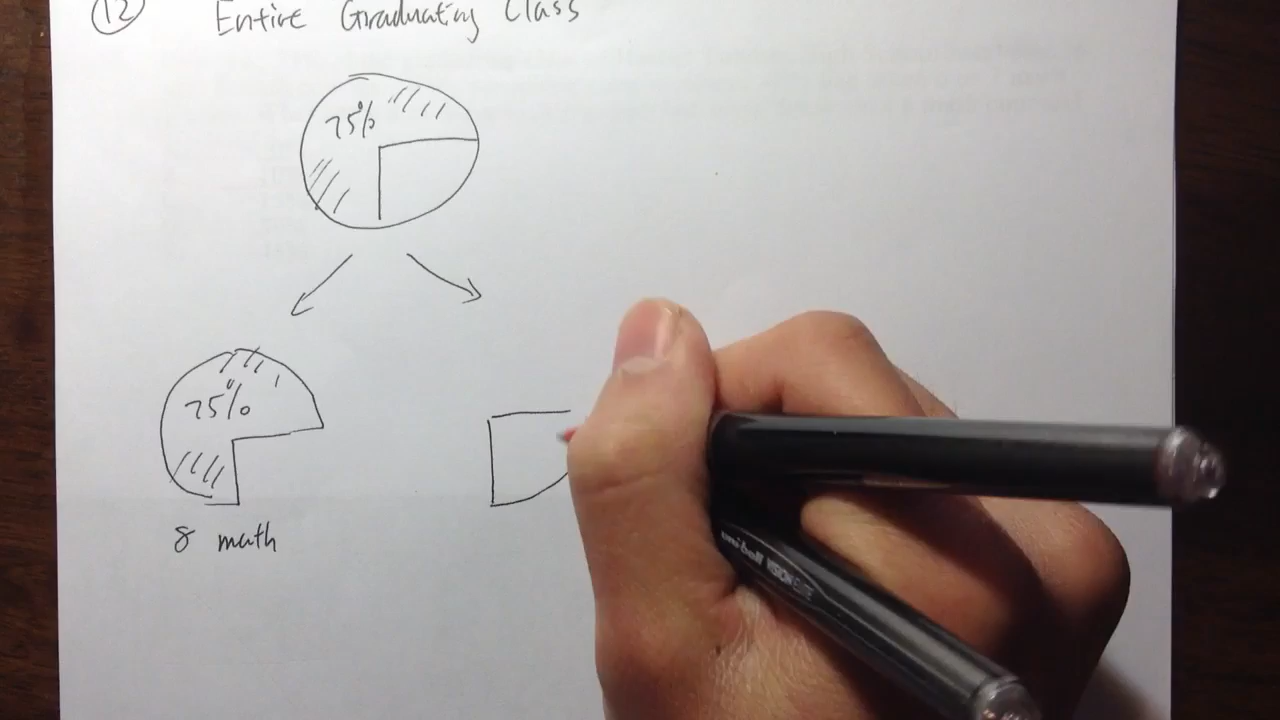 12 Entire Graduating Class
75%
75%
8 math
uni-ball VISION ELITE